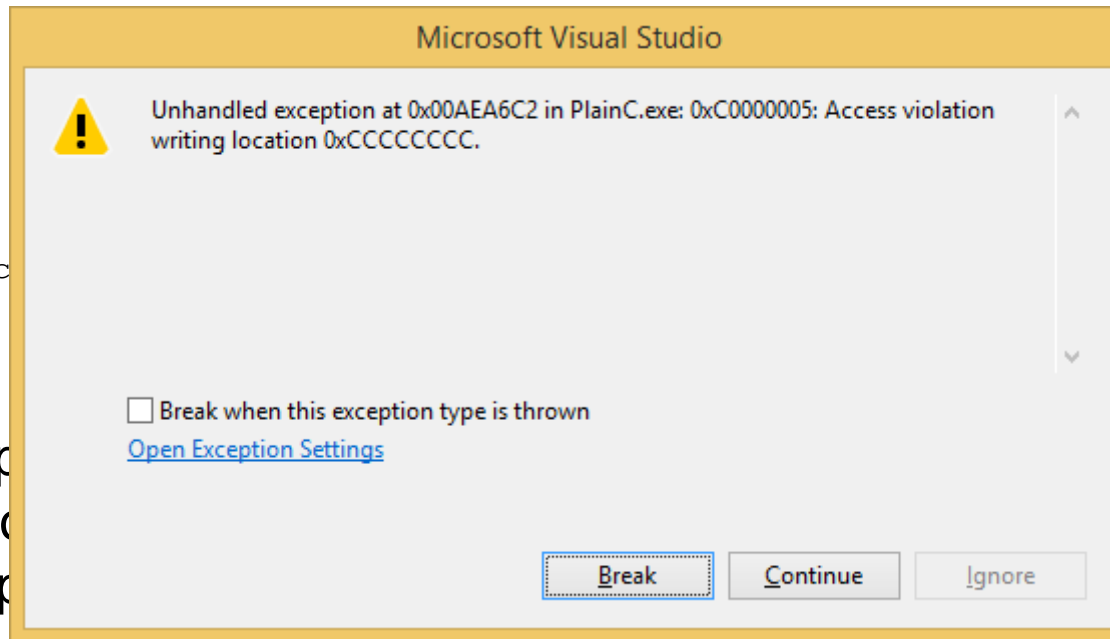 Microsoft Visual Studio
Unhandled exception at 0x00AEA6C2 in PlainC.exe: 0xC0000005: Access violation
writing location 0xCCCCCCCC.
Break when this exception type is thrown
Open Exception Settings
Break
Continue
Ignore